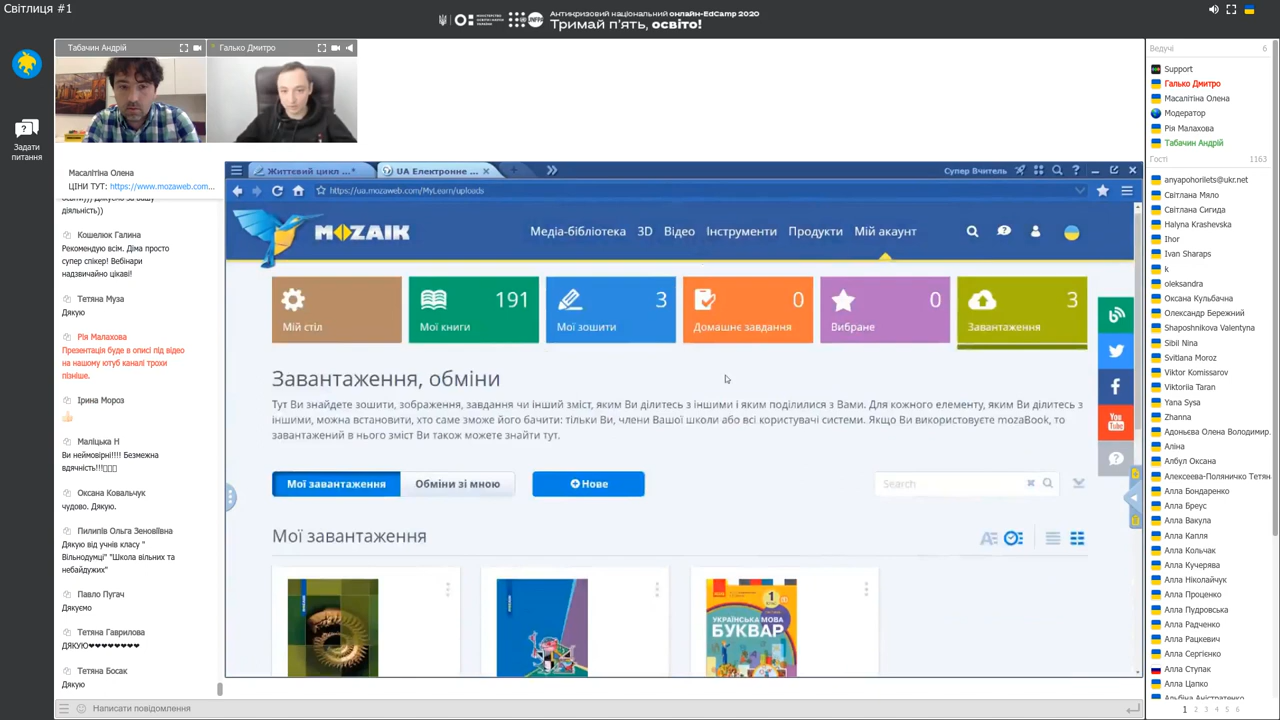 Світлиця #1
МІНІСТЕРСТВО ОСВІТИ І НАУКИ УКРАЇНИ
Антикризовий національний онлайн-EdCamp 2020
Тримай п'ять, освіто!
Задати питання
Табачин Андрій
Галько Дмитро
Масалітіна Олена
ЦІНИ ТУТ: https://www.mozaweb.com...
діяльність))
Кошелюк Галина
Рекомендую всім. Діма просто
супер спікер! Вебінари
надзвичайно цікаві!
Тетяна Муза
Дякую
Рія Малахова
Презентація буде в описі під відео
на нашому ютуб каналі трохи
пізніше.
Ірина Мороз
Маліцька Н
Ви неймовірні!!!! Безмежна
вдячність!!!
Оксана Ковальчук
чудово. Дякую.
Пилипів Ольга Зеновіївна
Дякую від учнів класу "
Вільнодумці" "Школа вільних та
небайдужих"
Павло Пугач
Дякуємо
Тетяна Гаврилова
ДЯКУЮ❤❤❤❤❤❤❤❤
Тетяна Босак
Дякую
Написати повідомлення
Життєвий цикл ...*
UA Електронне ...
Супер Вчитель
https://ua.mozaweb.com/MyLearn/uploads
MOZAIK
Медіа-бібліотека 3D Відео Інструменти Продукти Мій акаунт
Мій стіл
191
Мої книги
3
Мої зошити
0
Домашнє завдання
0
Вибране
3
Завантаження
Завантаження, обміни
Тут Ви знайдете зошити, зображення, завдання чи інший зміст, яким Ви ділитесь з іншими і яким поділилися з Вами. Для кожного елементу, яким Ви ділитесь з
іншими, можна встановити, хто саме зможе його бачити: тільки Ви, члени Вашої школи або всі користувачі системи. Якщо Ви використовуєте mozaBook, то
завантажений в нього зміст Ви також можете знайти тут.
Мої завантаження
Обміни зі мною
Нове
Search
Мої завантаження
1
УКРАЇНСЬКА МОВА
БУКВАР
You Tube
Ведучі 6
Support
Галько Дмитро
Масалітіна Олена
Модератор
Рія Малахова
Табачин Андрій
Гості 1163
anyapohorilets@ukr.net
Світлана Мяло
Світлана Сигида
Halyna Krashevska
Ihor
Ivan Sharaps
k
oleksandra
Оксана Кульбачна
Олександр Бережний
Shaposhnikova Valentyna
Sibil Nina
Svitlana Moroz
Viktor Komissarov
Viktoriia Taran
Yana Sysa
Zhanna
Адоньєва Олена Володимир.
Аліна
Албул Оксана
Алексеева-Поляничко Тетян
Алла Бондаренко
Алла Бреус
Алла Вакула
Алла Капля
Алла Кольчак
Алла Кучерява
Алла Ніколайчук
Алла Проценко
Алла Пудровська
Алла Радченко
Алла Рацкевич
Алла Сергієнко
Алла Ступак
Алла Цапко
Альбіна Аністратенко
1 2 3 4 5 6